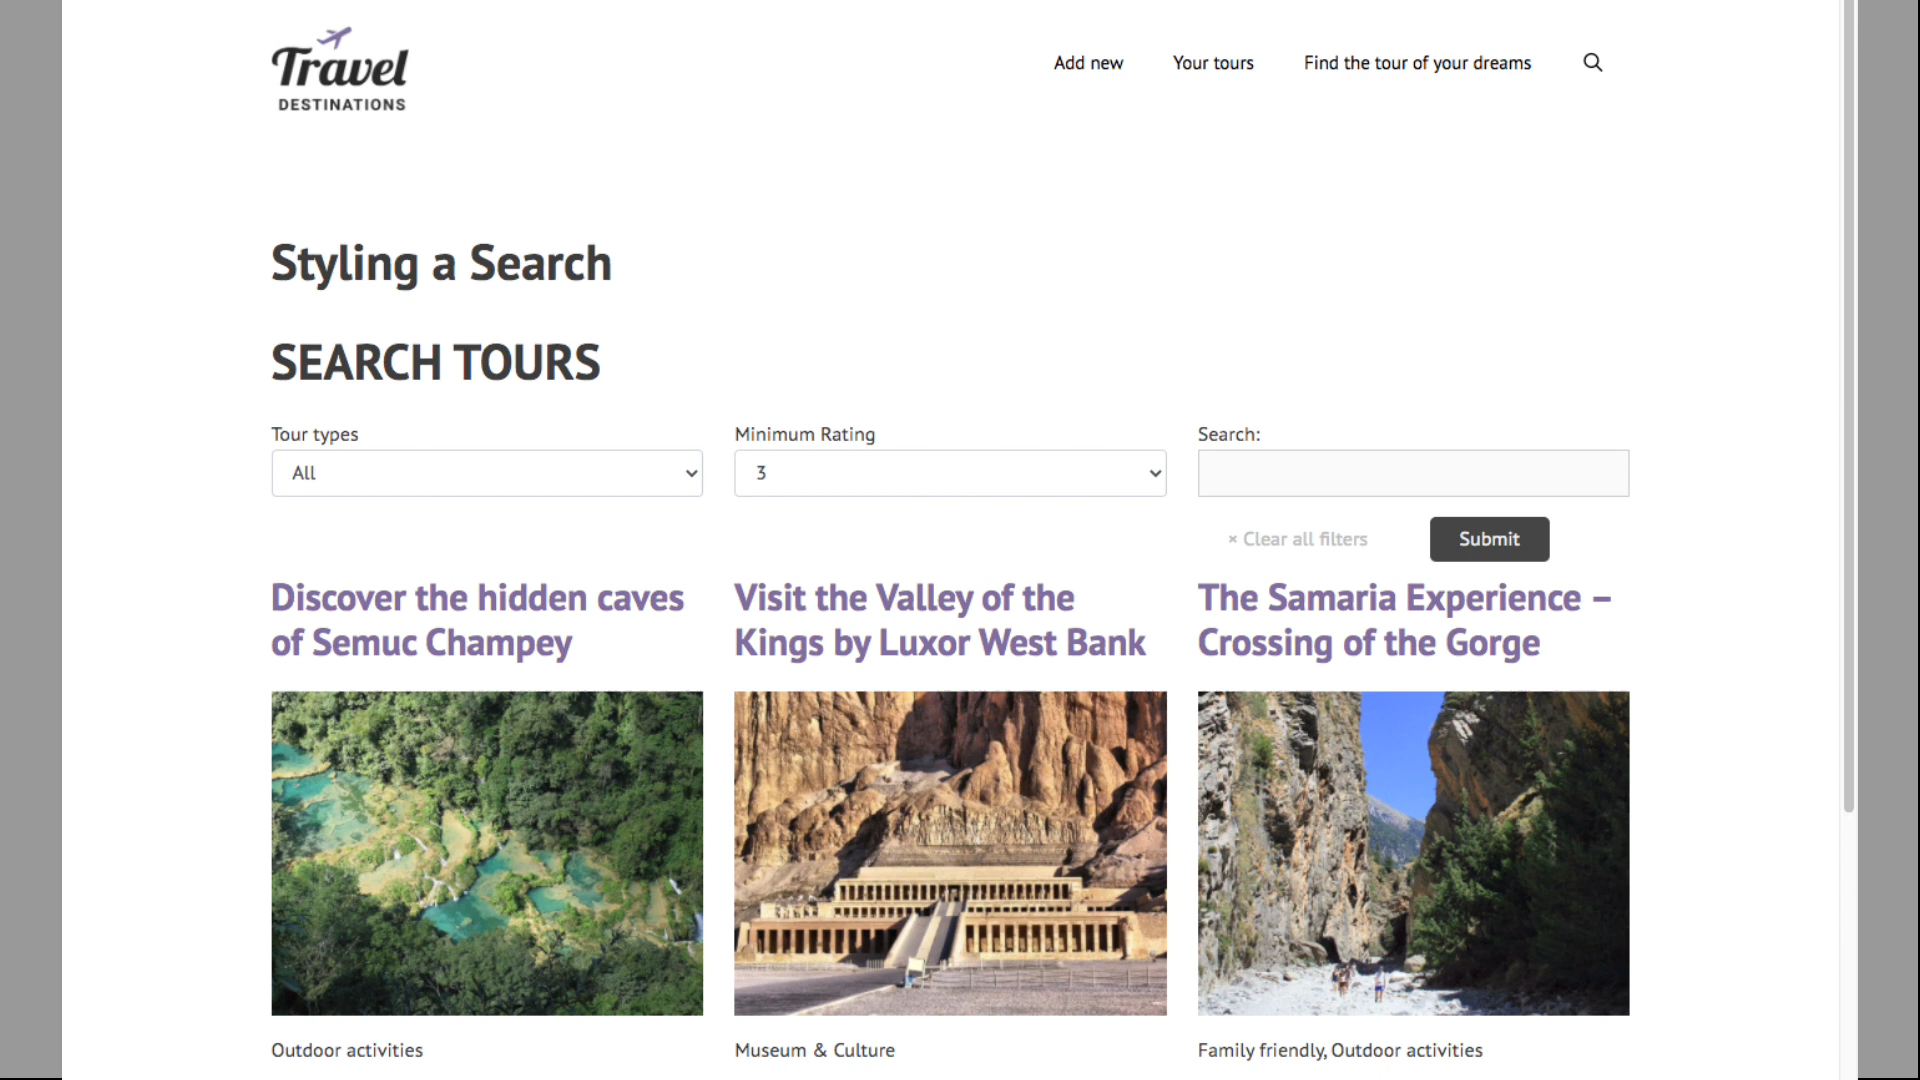 Travel
DESTINATIONS
Add new
Your tours
Find the tour of your dreams
Styling a Search
SEARCH TOURS
Tour types
Minimum Rating
Search:
All
3
× Clear all filters
Submit
Discover the hidden caves
of Semuc Champey
Visit the Valley of the
Kings by Luxor West Bank
The Samaria Experience –
Crossing of the Gorge
Outdoor activities
Museum & Culture
Family friendly, Outdoor activities